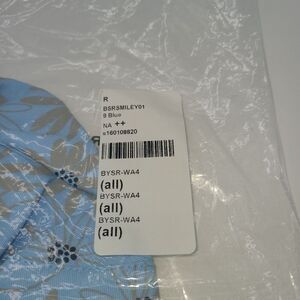 R
BSRSMILEY01
9 Blue
NA ++
s160109820
BYSR-WA4
(all)
BYSR-WA4
(all)
BYSR-WA4
(all)